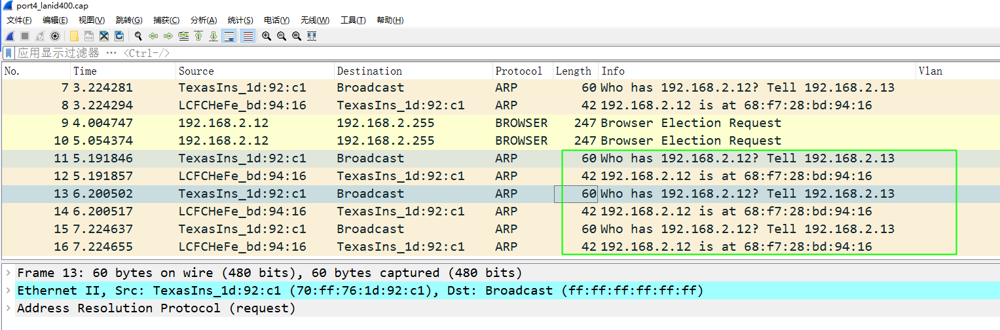 port4_lanid400.cap
文件(F) 编辑(E) 视图(V) 跳转(G) 捕获(C) 分析(A) 统计(S) 电话(Y) 无线(W) 工具(T) 帮助(H)
应用显示过滤器 … <Ctrl-/>
No. Time Source Destination Protocol Length Info Vlan
7 3.224281 TexasIns_1d:92:c1 Broadcast ARP 60 Who has 192.168.2.12? Tell 192.168.2.13
8 3.224294 LCFCHeFe_bd:94:16 TexasIns_1d:92:c1 ARP 42 192.168.2.12 is at 68:f7:28:bd:94:16
9 4.004747 192.168.2.12 192.168.2.255 BROWSER 247 Browser Election Request
10 5.054374 192.168.2.12 192.168.2.255 BROWSER 247 Browser Election Request
11 5.191846 TexasIns_1d:92:c1 Broadcast ARP 60 Who has 192.168.2.12? Tell 192.168.2.13
12 5.191857 LCFCHeFe_bd:94:16 TexasIns_1d:92:c1 ARP 42 192.168.2.12 is at 68:f7:28:bd:94:16
13 6.200502 TexasIns_1d:92:c1 Broadcast ARP 60 Who has 192.168.2.12? Tell 192.168.2.13
14 6.200517 LCFCHeFe_bd:94:16 TexasIns_1d:92:c1 ARP 42 192.168.2.12 is at 68:f7:28:bd:94:16
15 7.224637 TexasIns_1d:92:c1 Broadcast ARP 60 Who has 192.168.2.12? Tell 192.168.2.13
16 7.224655 LCFCHeFe_bd:94:16 TexasIns_1d:92:c1 ARP 42 192.168.2.12 is at 68:f7:28:bd:94:16
Frame 13: 60 bytes on wire (480 bits), 60 bytes captured (480 bits)
Ethernet II, Src: TexasIns_1d:92:c1 (70:ff:76:1d:92:c1), Dst: Broadcast (ff:ff:ff:ff:ff:ff)
Address Resolution Protocol (request)